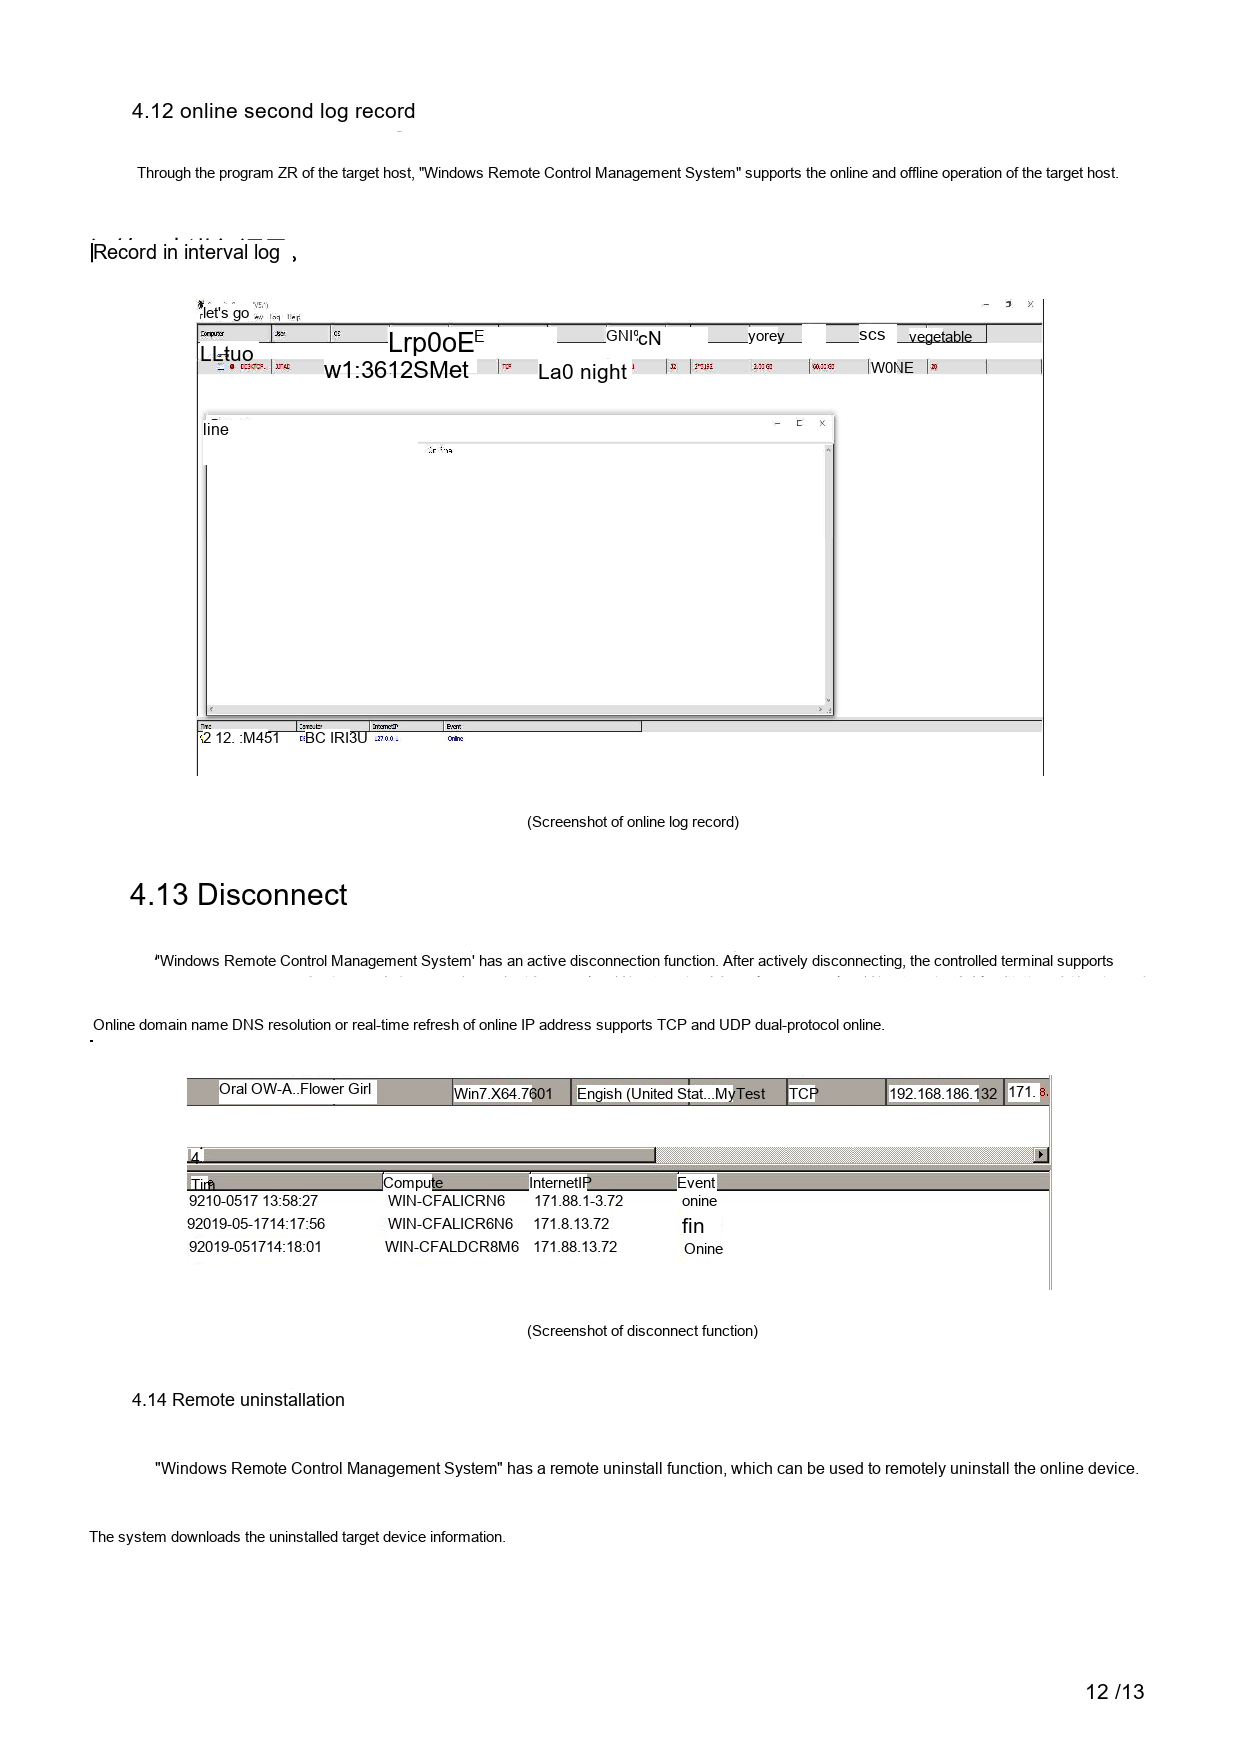 4.12 online second log record
Through the program ZR of the target host, "Windows Remote Control Management System" supports the online and offline operation of the target host.
Record in interval log ,
let's go Log Help
Computer User OS Lrp0oE E GNI cN yorey scs vegetable
LLtuo
DESKTOP... w1:3612SMet TCP La0 night 32 W0NE
line
Online
Time Computer InternetIP Event
2 12. :M451 BC IRI3U 127.0.0.1 Online
(Screenshot of online log record)
4.13 Disconnect
"Windows Remote Control Management System' has an active disconnection function. After actively disconnecting, the controlled terminal supports
Online domain name DNS resolution or real-time refresh of online IP address supports TCP and UDP dual-protocol online.
Oral OW-A..Flower Girl Win7.X64.7601 Engish (United Stat...MyTest TCP 192.168.186.132 171. 8.
4
Tim Compute InternetIP Event
9210-0517 13:58:27 WIN-CFALICRN6 171.88.1-3.72 onine
92019-05-1714:17:56 WIN-CFALICR6N6 171.8.13.72 fin
92019-051714:18:01 WIN-CFALDCR8M6 171.88.13.72 Onine
(Screenshot of disconnect function)
4.14 Remote uninstallation
"Windows Remote Control Management System" has a remote uninstall function, which can be used to remotely uninstall the online device.
The system downloads the uninstalled target device information.
12 /13